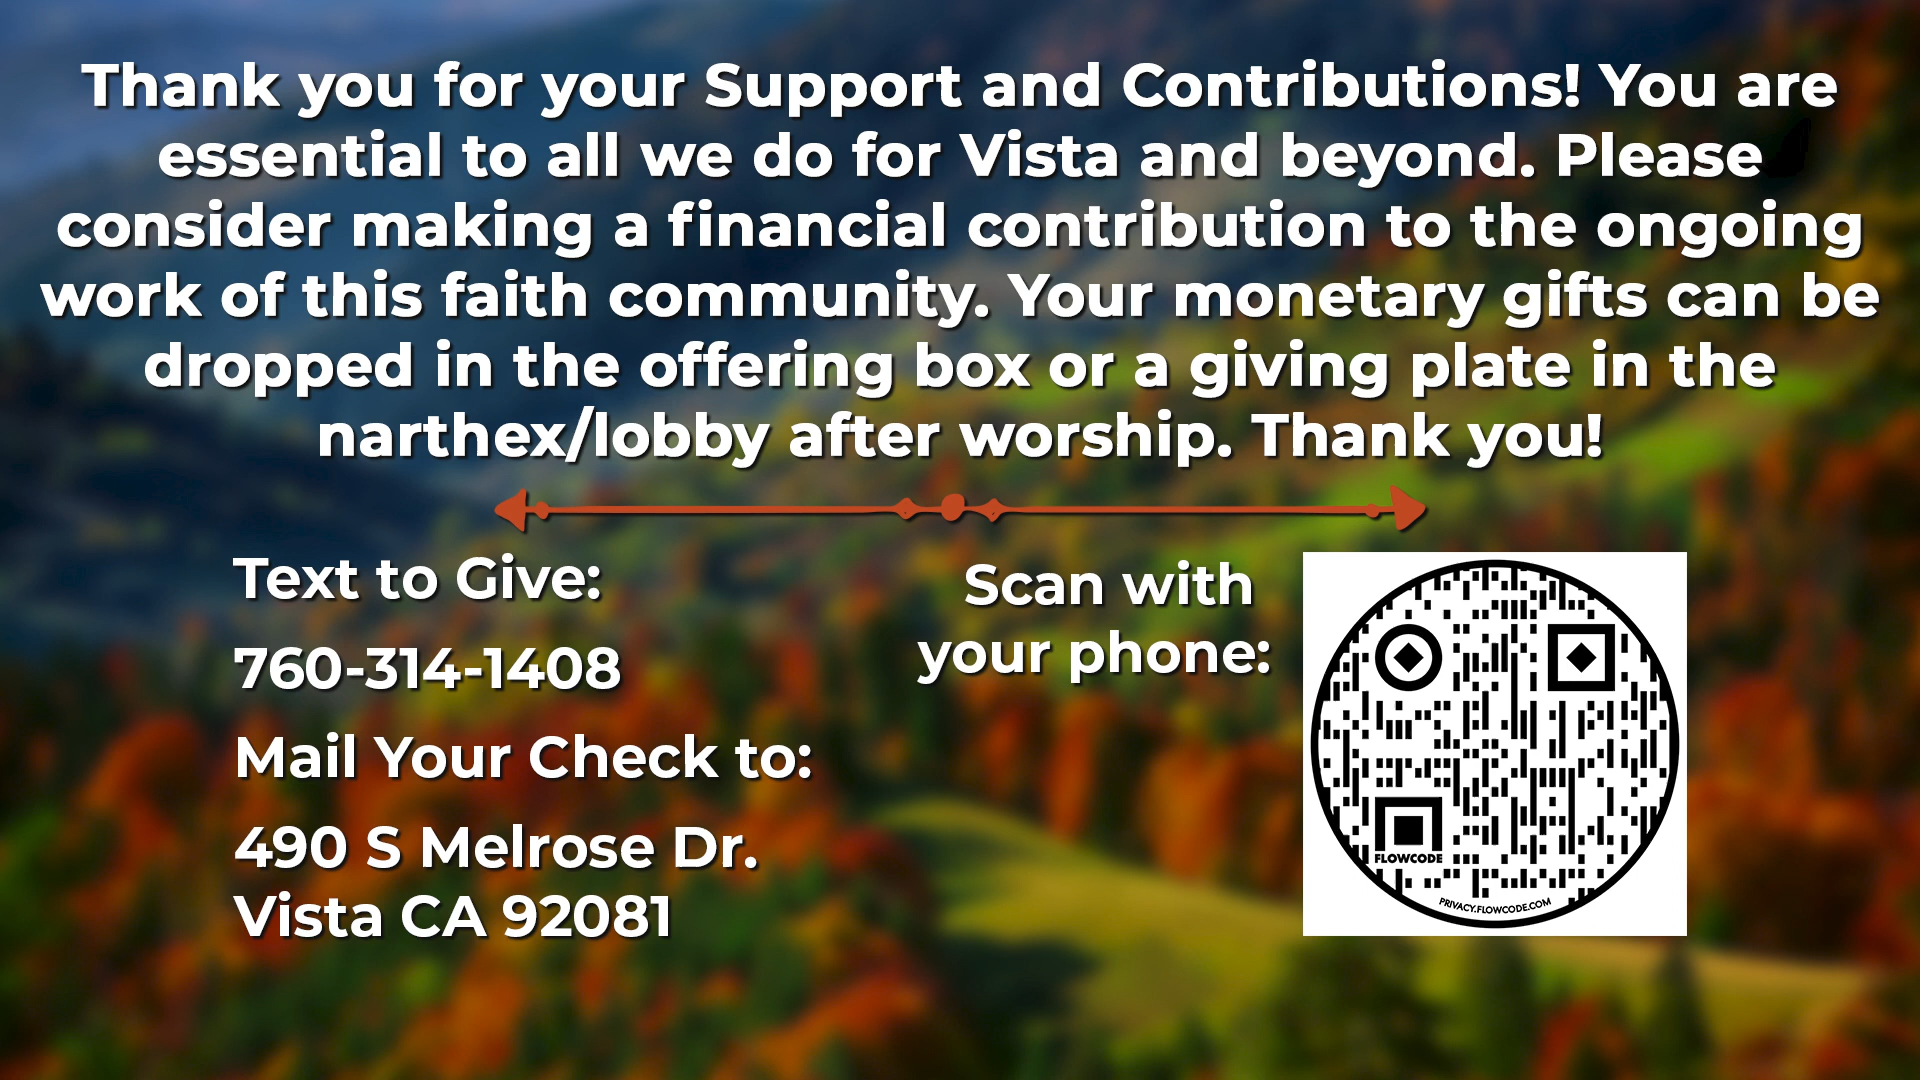 Thank you for your Support and Contributions! You are
essential to all we do for Vista and beyond. Please
consider making a financial contribution to the ongoing
work of this faith community. Your monetary gifts can be
dropped in the offering box or a giving plate in the
narthex/lobby after worship. Thank you!
Text to Give:
760-314-1408
Mail Your Check to:
490 S Melrose Dr.
Vista CA 92081
Scan with
your phone:
FLOWCODE
PRIVACY.FLOWCODE.COM